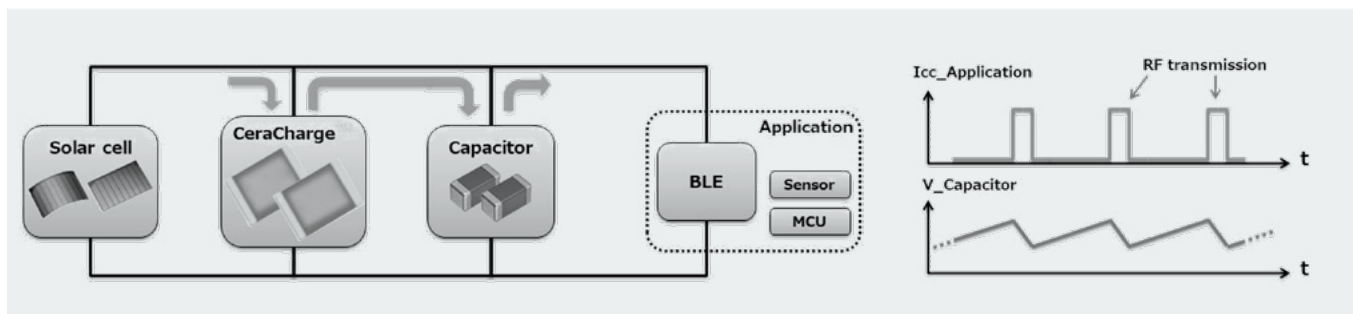 Solar cell
CeraCharge
Capacitor
Application
BLE
Sensor
MCU
Icc_Application
RF transmission
t
V_Capacitor
t